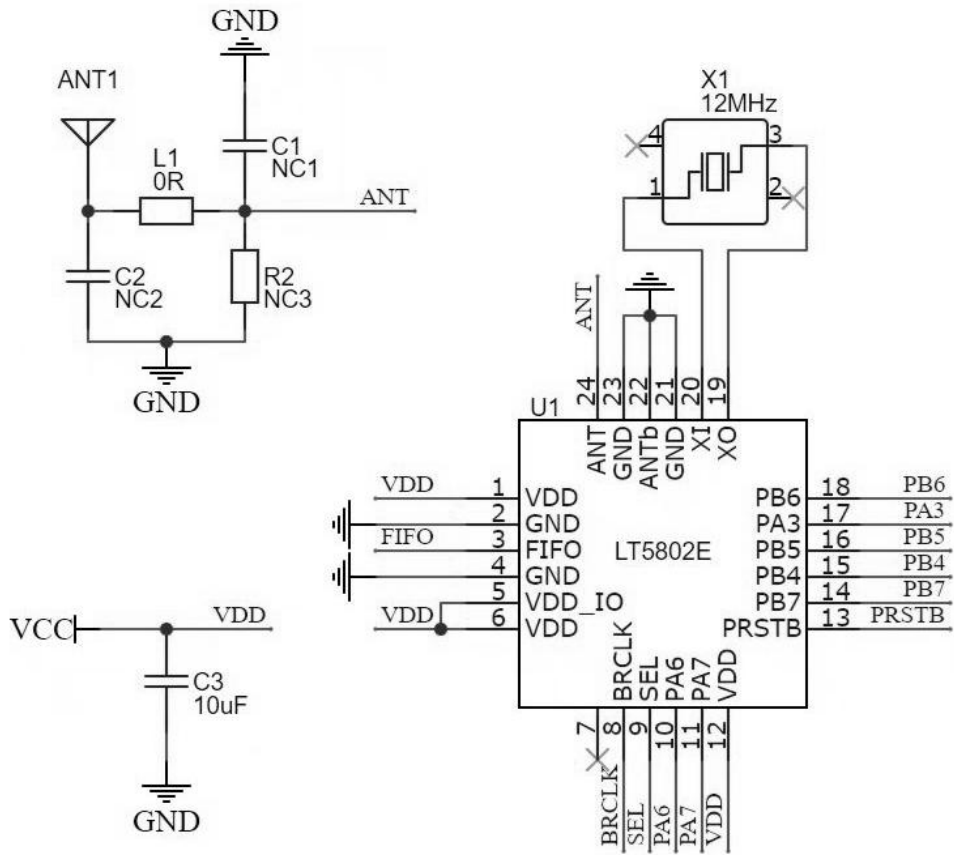 GND
ANT1
C1
NC1
L1
0R
ANT
C2
NC2
R2
NC3
GND
X1
12MHz
4
3
1
2
ANT
24
23
22
21
20
19
U1
ANT
GND
ANTb
GND
XI
XO
VDD 1 VDD
2 GND
FIFO 3 FIFO
4 GND
5 VDD_IO
VDD 6 VDD
LT5802E
PB6 18 PB6
PA3 17 PA3
PB5 16 PB5
PB4 15 PB4
PB7 14 PB7
PRSTB 13 PRSTB
BRCLK
SEL
PA6
PA7
VDD
7
8
9
10
11
12
BRCLK
SEL
PA6
PA7
VDD
VCC
VDD
C3
10uF
GND